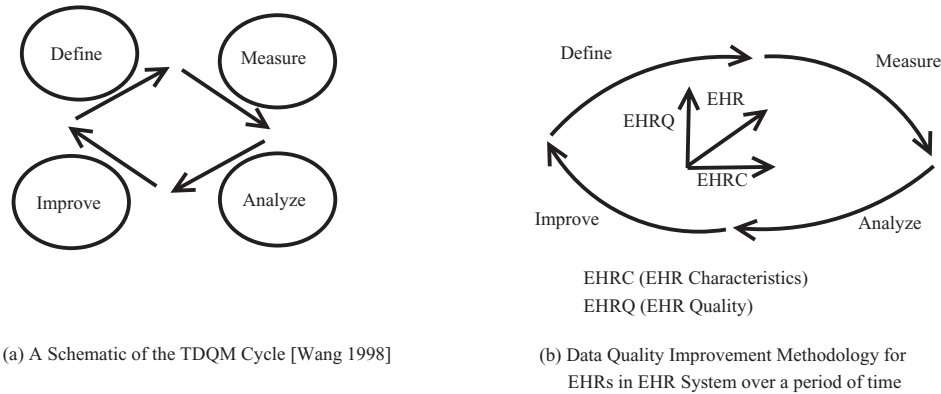 Define
Measure
Improve
Analyze
(a) A Schematic of the TDQM Cycle [Wang 1998]
Define
Measure
EHR
EHRQ
EHRC
Improve
Analyze
EHRC (EHR Characteristics)
EHRQ (EHR Quality)
(b) Data Quality Improvement Methodology for
EHRs in EHR System over a period of time